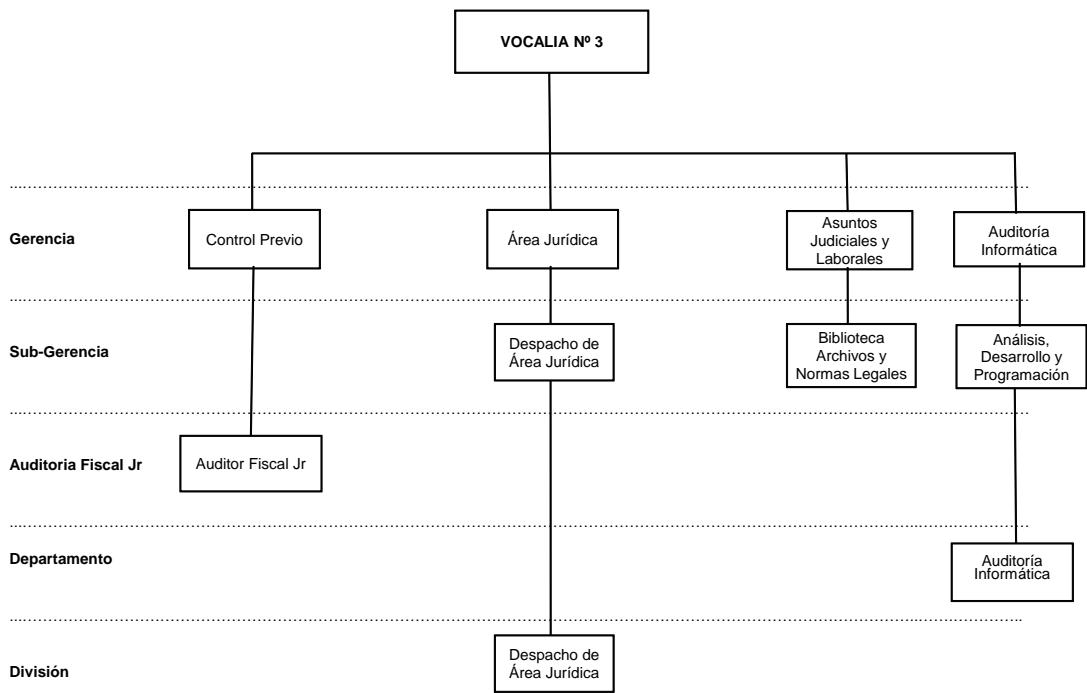 VOCALIA Nº 3
Gerencia
Control Previo
Área Jurídica
Asuntos
Judiciales y
Laborales
Auditoría
Informática
Sub-Gerencia
Despacho de
Área Jurídica
Biblioteca
Archivos y
Normas Legales
Análisis,
Desarrollo y
Programación
Auditoria Fiscal Jr
Auditor Fiscal Jr
Departamento
Auditoría
Informática
División
Despacho de
Área Jurídica